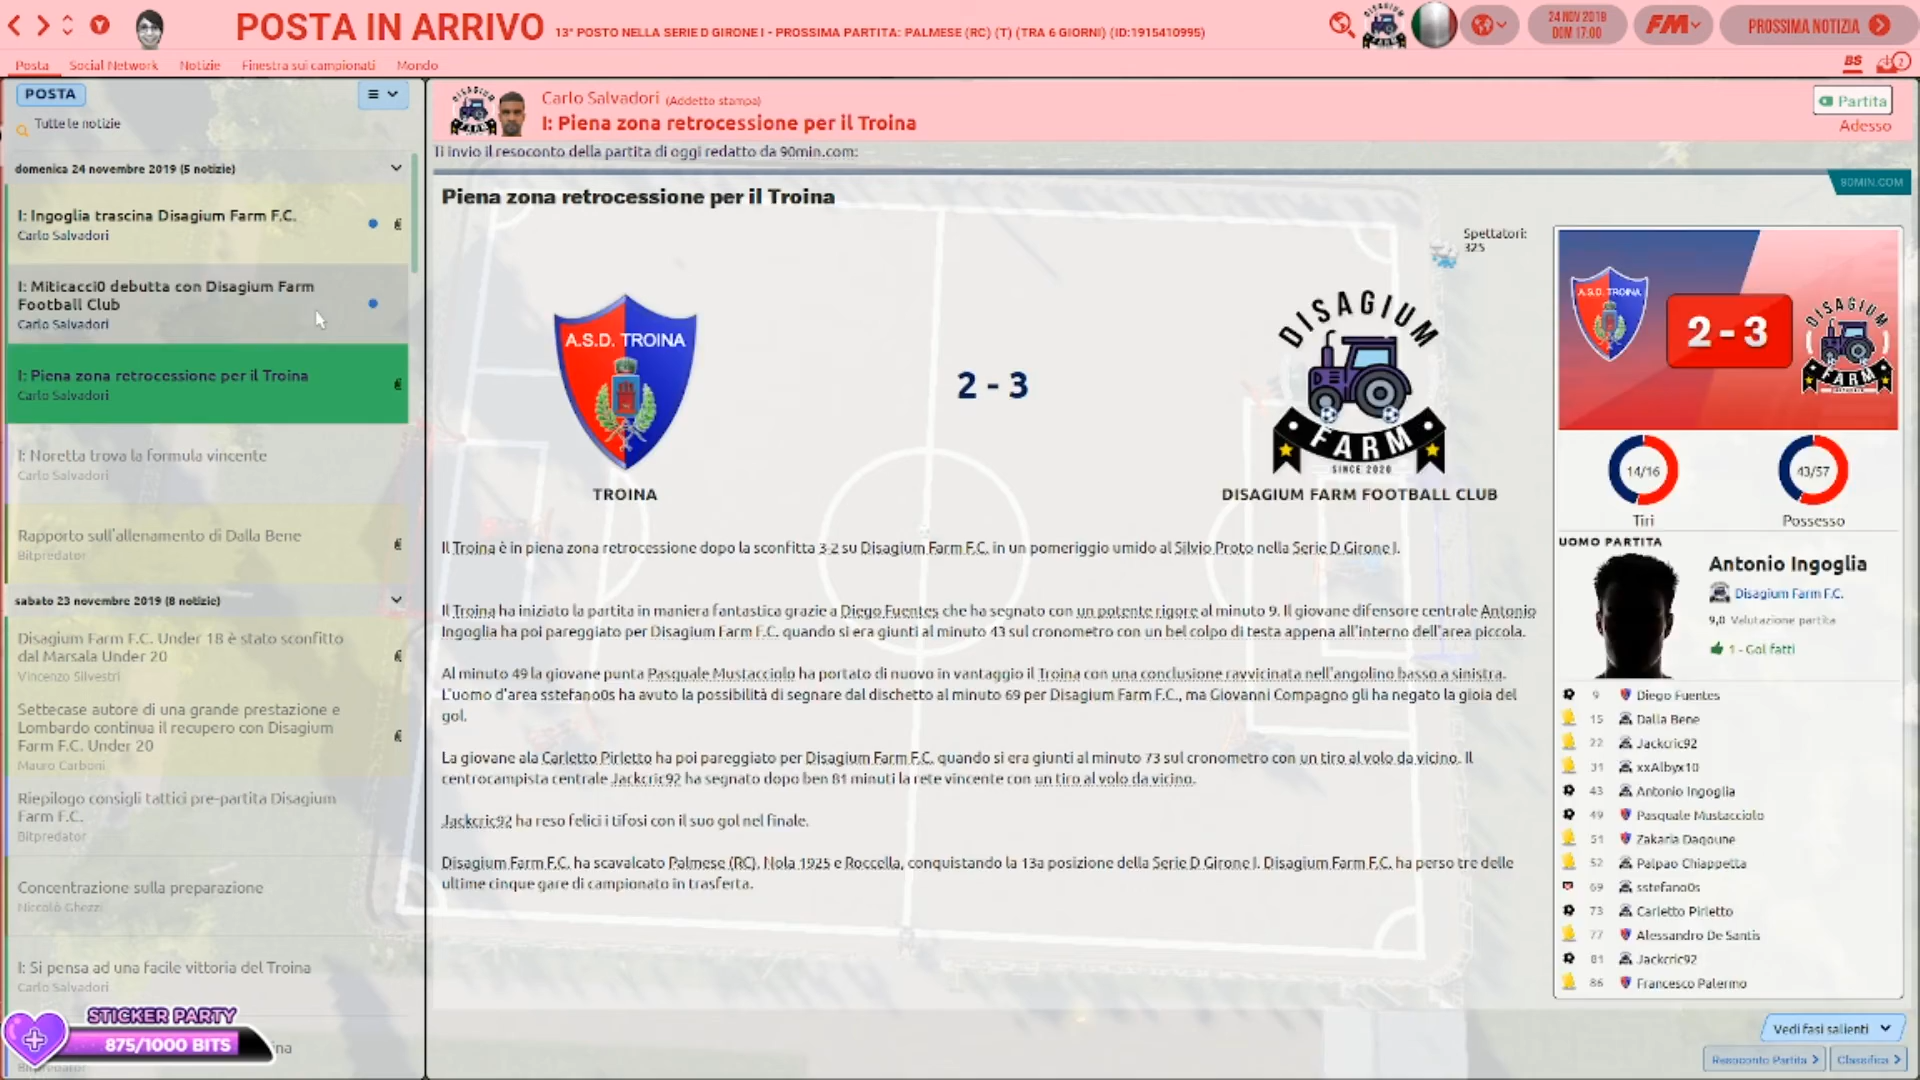 POSTA IN ARRIVO
13° POSTO NELLA SERIE D GIRONE I - PROSSIMA PARTITA: PALMESE (RC) (T) (TRA 6 GIORNI) (ID:1915410995)
24 NOV 2019
DOM 17:00
FM
PROSSIMA NOTIZIA
Posta Social Network Notizie Finestra sui campionati Mondo
BS
POSTA
Tutte le notizie
domenica 24 novembre 2019 (5 notizie)
I: Ingoglia trascina Disagium Farm F.C.
Carlo Salvadori
I: Miticacci0 debutta con Disagium Farm
Football Club
Carlo Salvadori
I: Piena zona retrocessione per il Troina
Carlo Salvadori
I: Noretta trova la formula vincente
Carlo Salvadori
Rapporto sull'allenamento di Dalla Bene
Bitpredator
sabato 23 novembre 2019 (8 notizie)
Disagium Farm F.C. Under 18 è stato sconfitto
dal Marsala Under 20
Vincenzo Silvestri
Settecase autore di una grande prestazione e
Lombardo continua il recupero con Disagium
Farm F.C. Under 20
Mauro Carboni
Riepilogo consigli tattici pre-partita Disagium
Farm F.C.
Bitpredator
Concentrazione sulla preparazione
Niccolò Ghezzi
I: Si pensa ad una facile vittoria del Troina
Carlo Salvadori
STICKER PARTY
875/1000 BITS
Carlo Salvadori (Addetto stampa)
I: Piena zona retrocessione per il Troina
Partita
Adesso
Ti invio il resoconto della partita di oggi redatto da 90min.com:
90MIN.COM
Piena zona retrocessione per il Troina
Spettatori:
325
A.S.D. TROINA
TROINA
2 - 3
DISAGIUM
FARM
SINCE 2020
DISAGIUM FARM FOOTBALL CLUB
Il Troina è in piena zona retrocessione dopo la sconfitta 3-2 su Disagium Farm F.C. in un pomeriggio umido al Silvio Proto nella Serie D Girone I.
Il Troina ha iniziato la partita in maniera fantastica grazie a Diego Fuentes che ha segnato con un potente rigore al minuto 9. Il giovane difensore centrale Antonio
Ingoglia ha poi pareggiato per Disagium Farm F.C. quando si era giunti al minuto 43 sul cronometro con un bel colpo di testa appena all'interno dell'area piccola.
Al minuto 49 la giovane punta Pasquale Mustacciolo ha portato di nuovo in vantaggio il Troina con una conclusione ravvicinata nell'angolino basso a sinistra.
L'uomo d'area sstefano0s ha avuto la possibilità di segnare dal dischetto al minuto 69 per Disagium Farm F.C., ma Giovanni Compagno gli ha negato la gioia del
gol.
La giovane ala Carletto Pirletto ha poi pareggiato per Disagium Farm F.C. quando si era giunti al minuto 73 sul cronometro con un tiro al volo da vicino. Il
centrocampista centrale Jackcric92 ha segnato dopo ben 81 minuti la rete vincente con un tiro al volo da vicino.
Jackcric92 ha reso felici i tifosi con il suo gol nel finale.
Disagium Farm F.C. ha scavalcato Palmese (RC), Nola 1925 e Roccella, conquistando la 13a posizione della Serie D Girone I. Disagium Farm F.C. ha perso tre delle
ultime cinque gare di campionato in trasferta.
A.S.D. TROINA
2 - 3
DISAGIUM
FARM
14/16
Tiri
43/57
Possesso
UOMO PARTITA
Antonio Ingoglia
Disagium Farm F.C.
9,0 Valutazione partita
1 - Gol fatti
9 Diego Fuentes
15 Dalla Bene
22 Jackcric92
31 xxAlbyx10
43 Antonio Ingoglia
49 Pasquale Mustacciolo
51 Zakaria Daqoune
52 Palpao Chiappetta
69 sstefano0s
73 Carletto Pirletto
77 Alessandro De Santis
81 Jackcric92
86 Francesco Palermo
Vedi fasi salienti
Resoconto Partita
Classifica